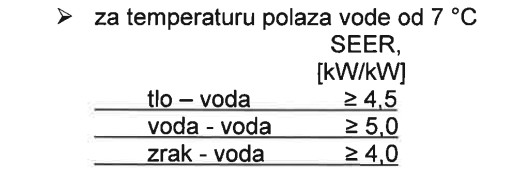 ➢ za temperaturu polaza vode od 7 °C
SEER,
[kW/kW]
tlo – voda ≥ 4,5
voda - voda ≥ 5,0
zrak - voda ≥ 4,0